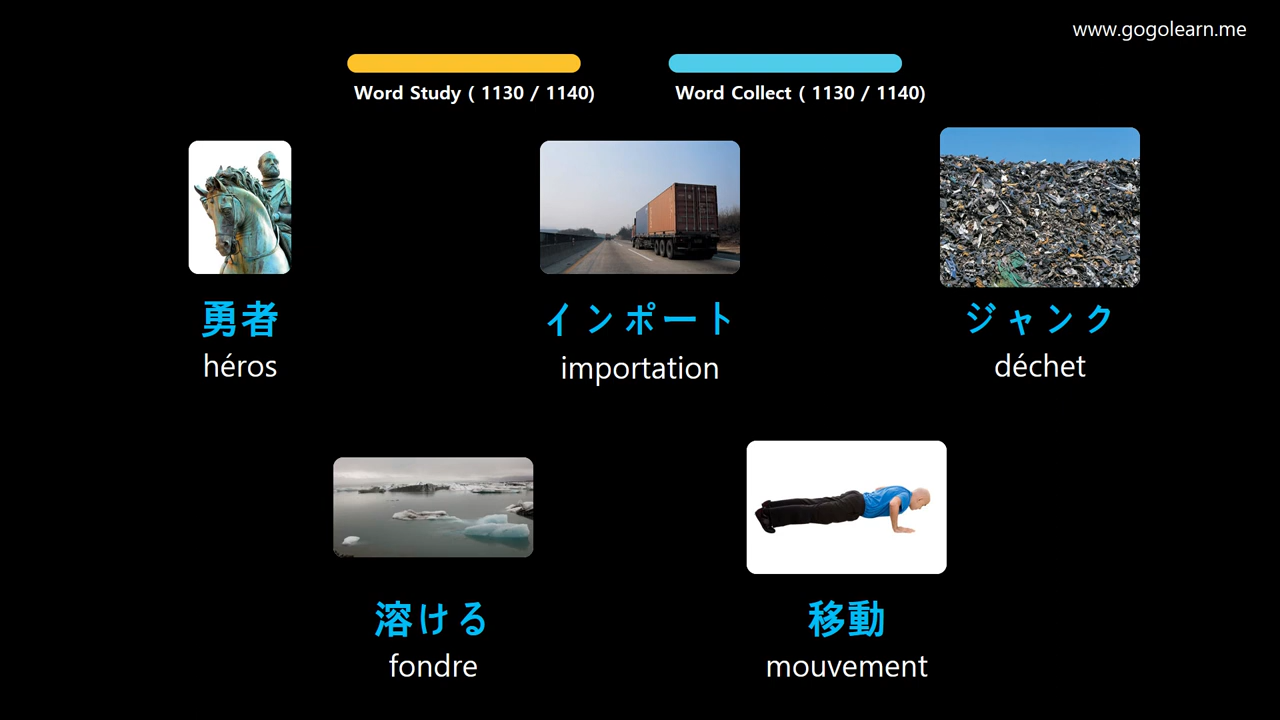 www.gogolearn.me
Word Study ( 1130 / 1140)
Word Collect ( 1130 / 1140)
勇者
héros
インポート
importation
ジャンク
déchet
溶ける
fondre
移動
mouvement